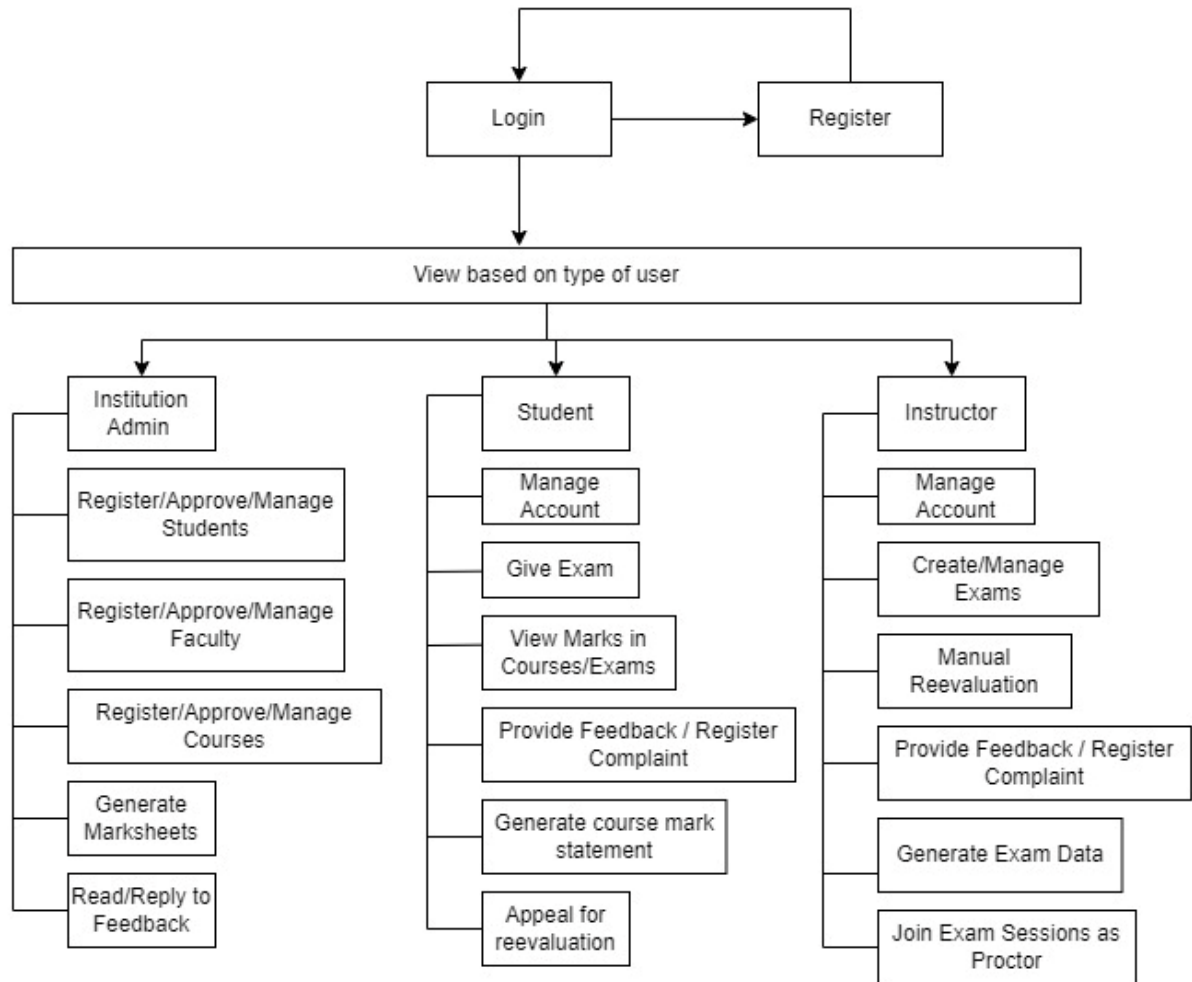 Login
Register
View based on type of user
Institution
Admin
Register/Approve/Manage
Students
Register/Approve/Manage
Faculty
Register/Approve/Manage
Courses
Generate
Marksheets
Read/Reply to
Feedback
Student
Manage
Account
Give Exam
View Marks in
Courses/Exams
Provide Feedback / Register
Complaint
Generate course mark
statement
Appeal for
reevaluation
Instructor
Manage
Account
Create/Manage
Exams
Manual
Reevaluation
Provide Feedback / Register
Complaint
Generate Exam Data
Join Exam Sessions as
Proctor